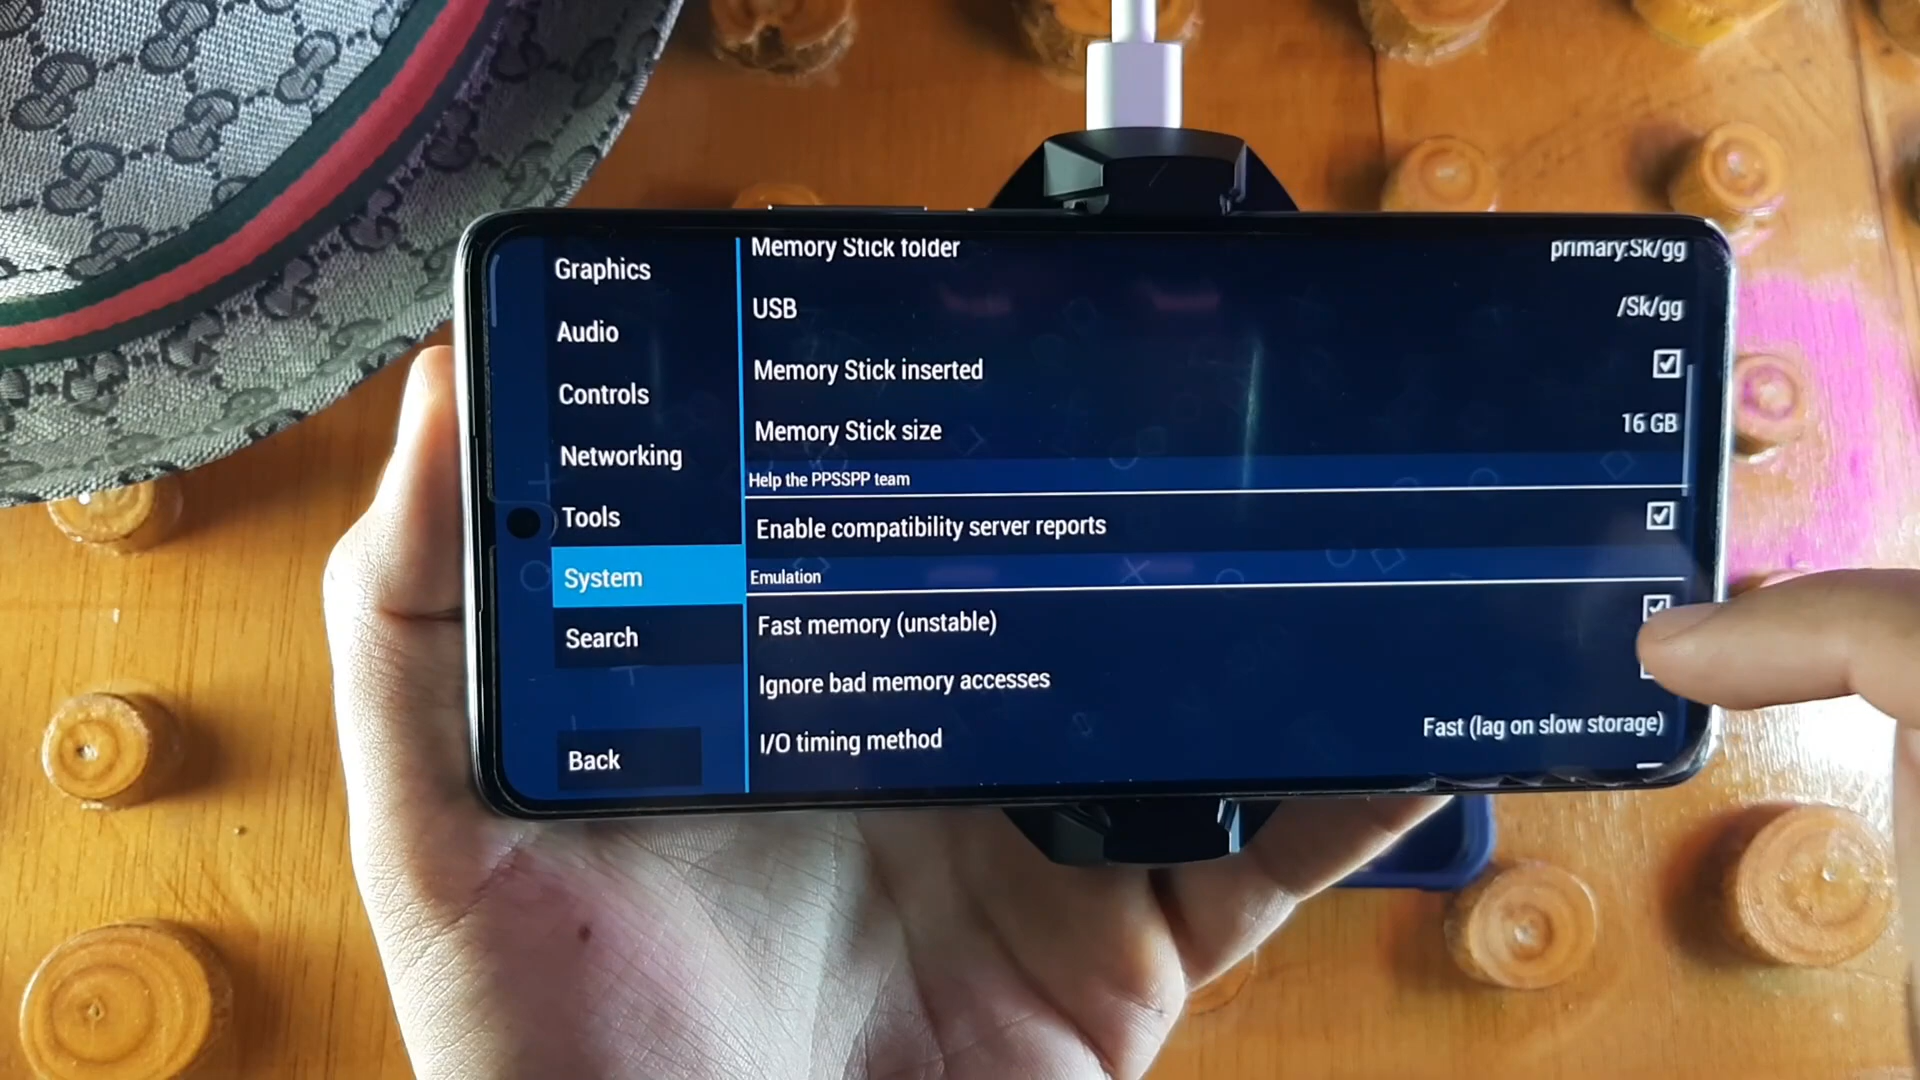 Graphics
Audio
Controls
Networking
Tools
System
Search
Back
Memory Stick folder primary:Sk/gg
USB /Sk/gg
Memory Stick inserted
Memory Stick size 16 GB
Help the PPSSPP team
Enable compatibility server reports
Emulation
Fast memory (unstable)
Ignore bad memory accesses
I/O timing method Fast (lag on slow storage)